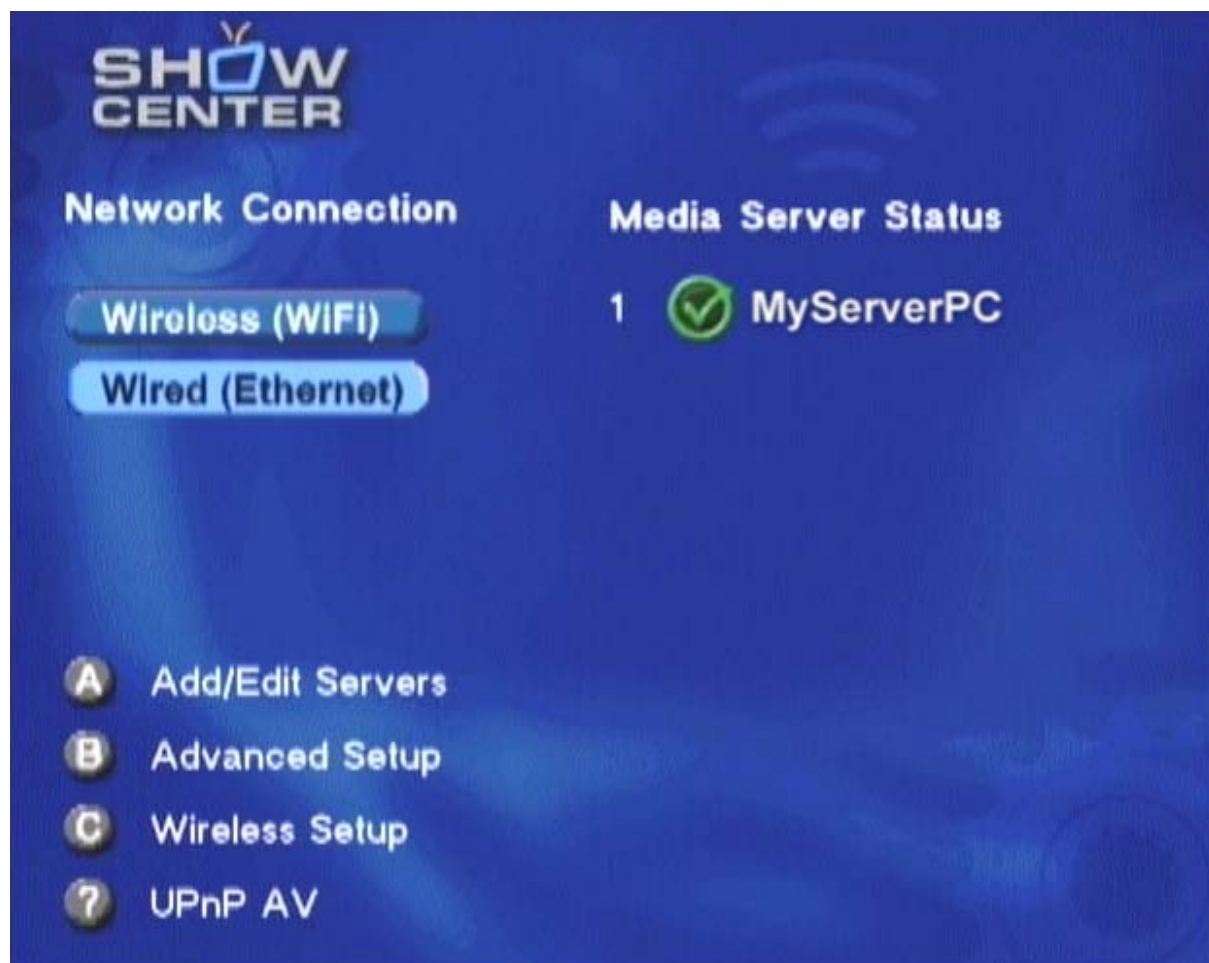 SHOW
CENTER
Network Connection
Media Server Status
Wireless (WiFi)
1 MyServerPC
Wired (Ethernet)
A Add/Edit Servers
B Advanced Setup
C Wireless Setup
? UPnP AV